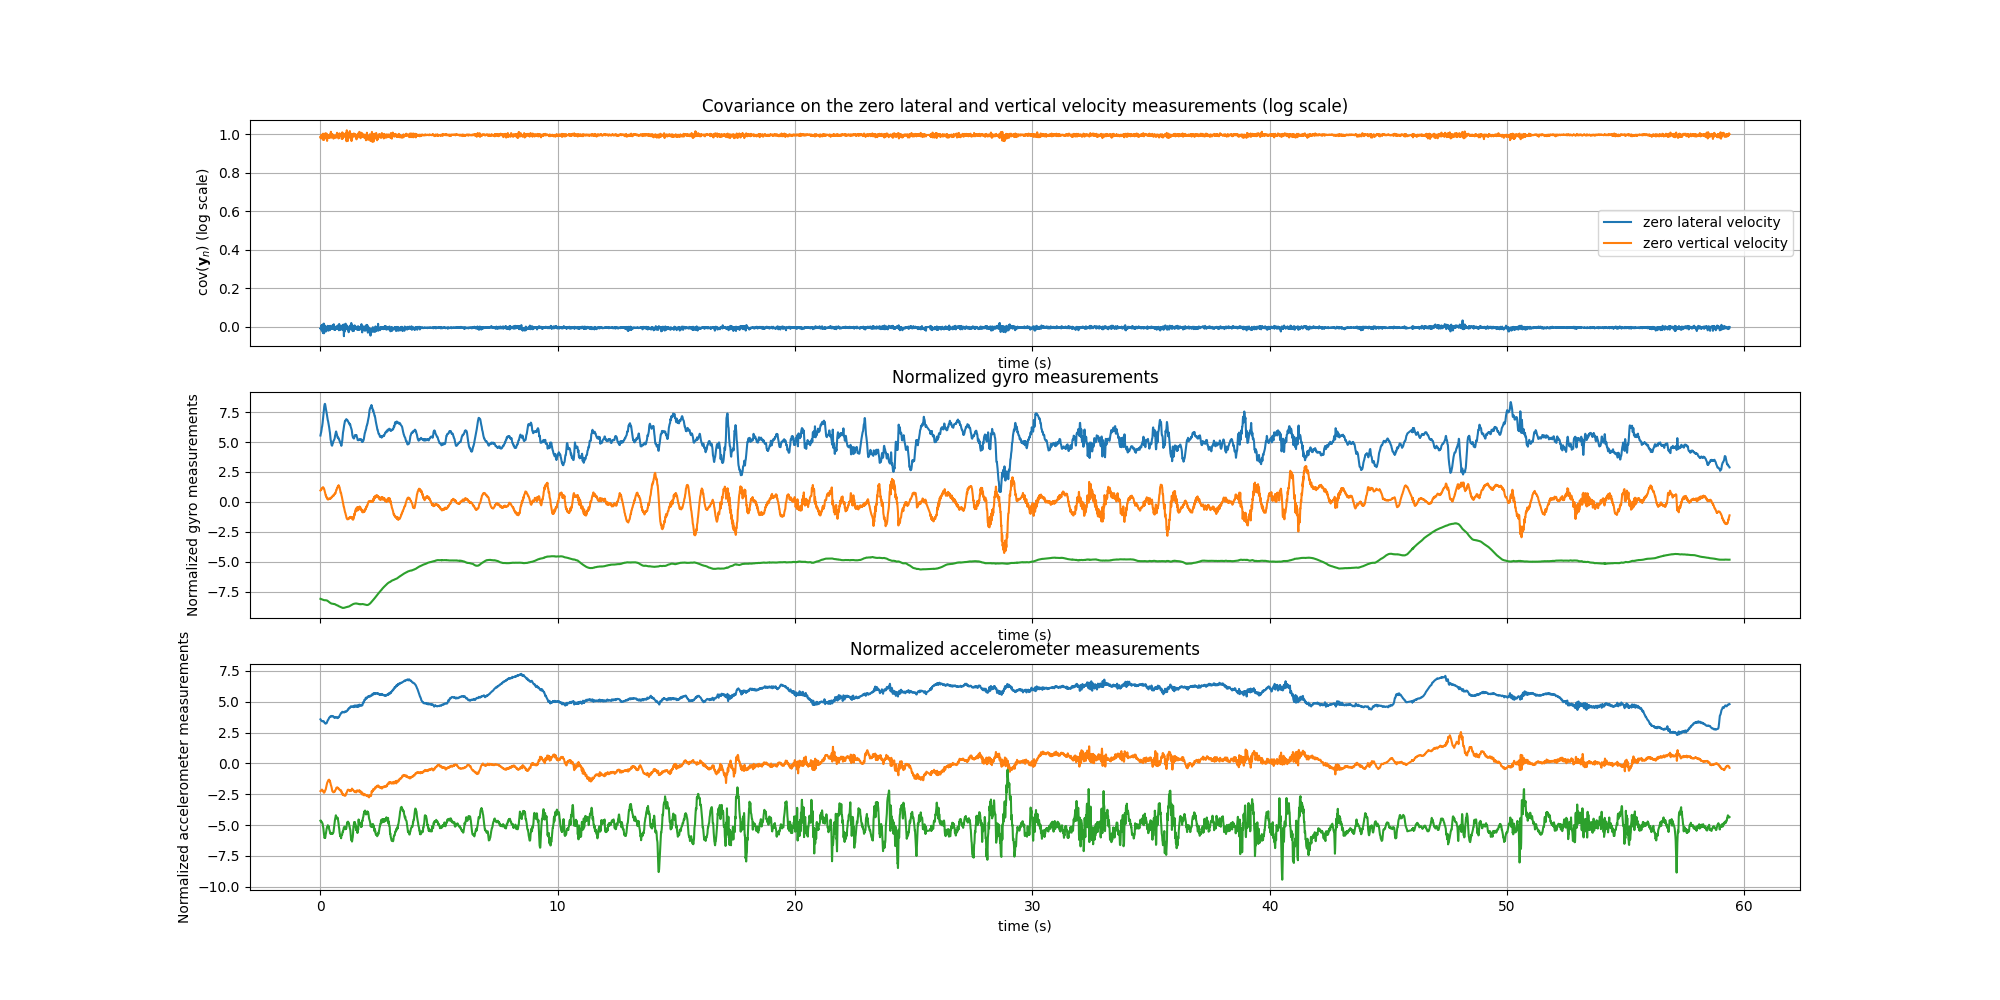 Covariance on the zero lateral and vertical velocity measurements (log scale)
cov(𝐲ₙ) (log scale)
1.0
0.8
0.6
0.4
0.2
0.0
zero lateral velocity
zero vertical velocity
time (s)
Normalized gyro measurements
Normalized gyro measurements
7.5
5.0
2.5
0.0
−2.5
−5.0
−7.5
time (s)
Normalized accelerometer measurements
Normalized accelerometer measurements
7.5
5.0
2.5
0.0
−2.5
−5.0
−7.5
−10.0
0 10 20 30 40 50 60
time (s)